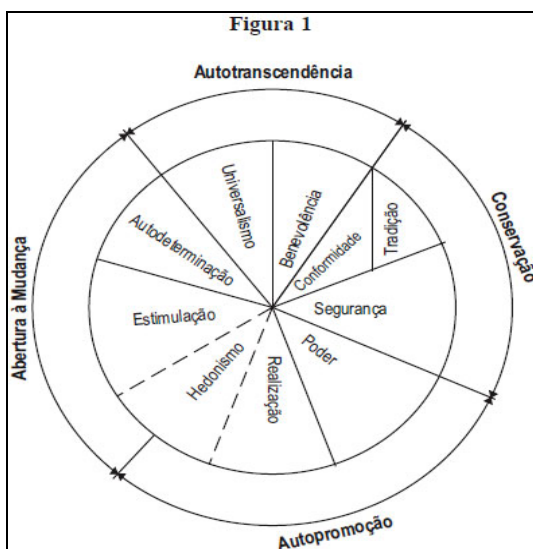 Figura 1
Autotranscendência
Universalismo
Benevolência
Conformidade
Tradição
Conservação
Autodeterminação
Abertura à Mudança
Estimulação
Segurança
Hedonismo
Realização
Poder
Autopromoção